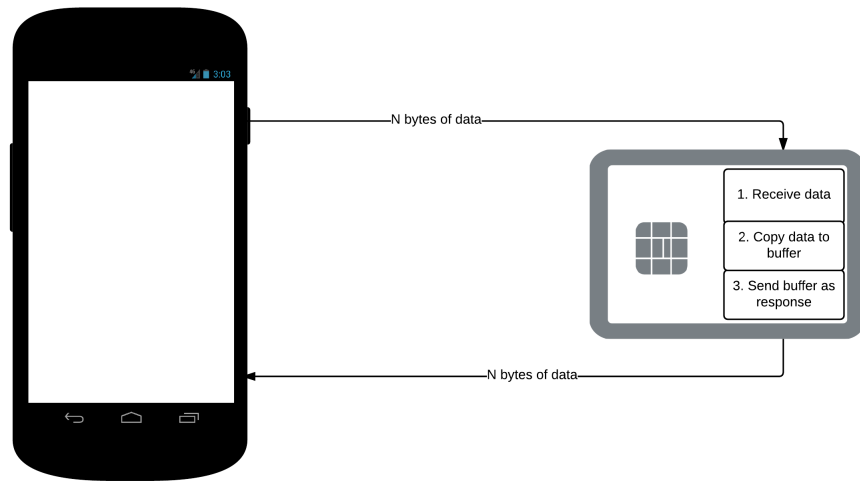 3:03
N bytes of data
1. Receive data
2. Copy data to
buffer
3. Send buffer as
response
N bytes of data